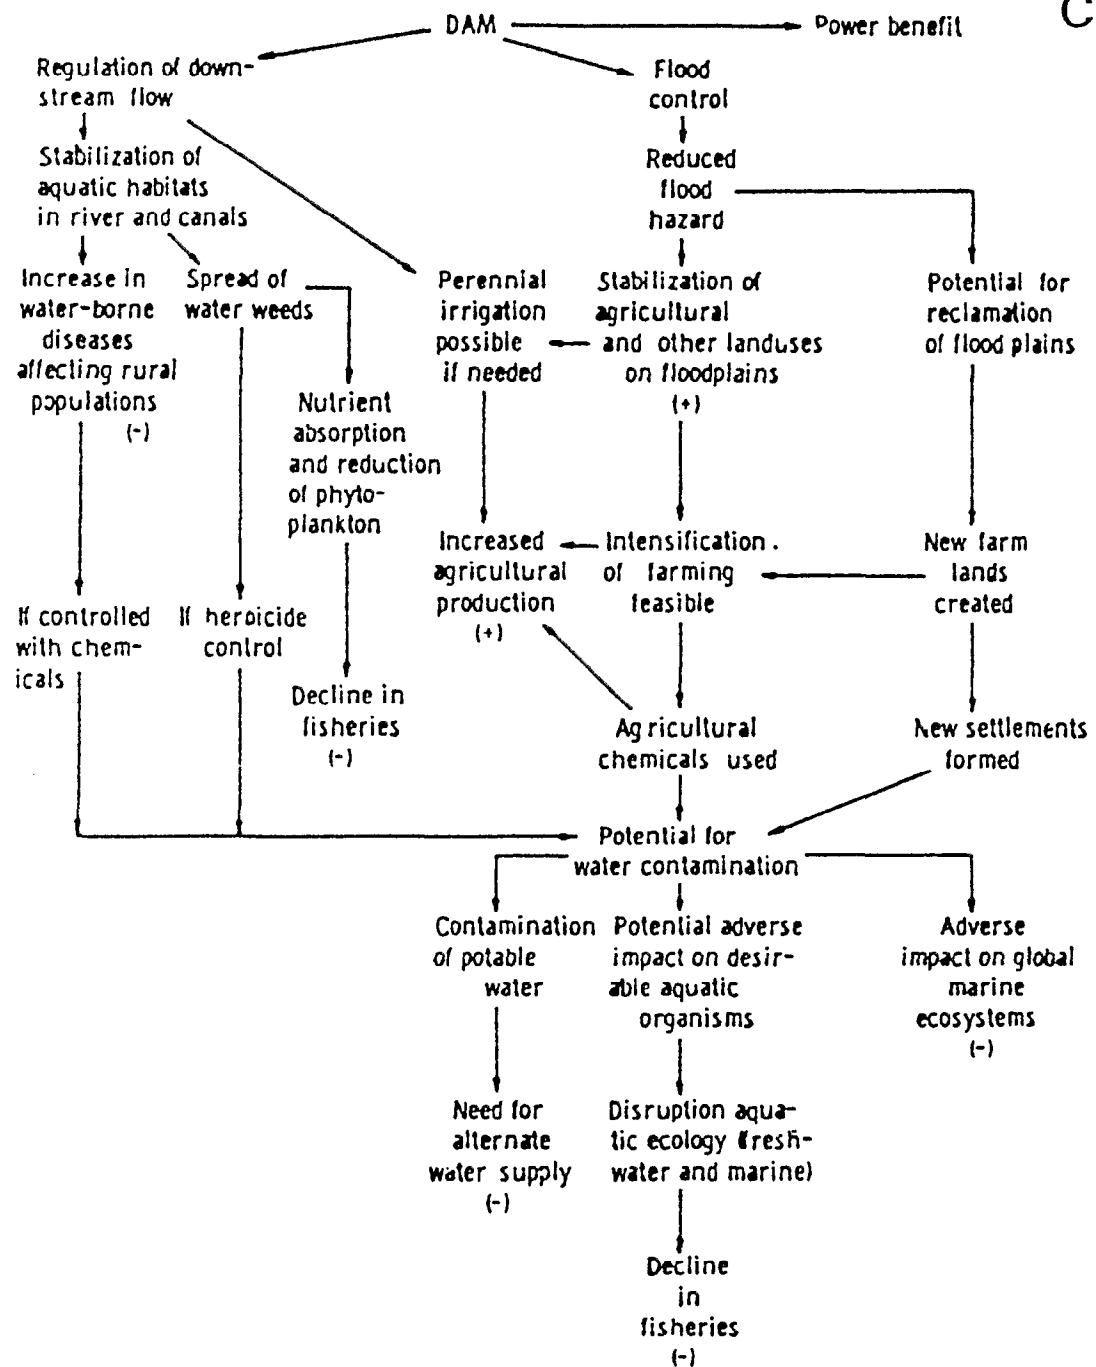 C
DAM
Power benefit
Regulation of down-
stream flow
Flood
control
Stabilization of
aquatic habitats
in river and canals
Reduced
flood
hazard
Increase in
water-borne
diseases
affecting rural
populations
(-)
Spread of
water weeds
Perennial
irrigation
possible
if needed
Stabilization of
agricultural
and other landuses
on floodplains
(+)
Potential for
reclamation
of flood plains
Nutrient
absorption
and reduction
of phyto-
plankton
Increased
agricultural
production
(+)
Intensification.
of farming
feasible
New farm
lands
created
If controlled
with chem-
icals
If herbicide
control
Decline in
fisheries
(-)
Agricultural
chemicals used
New settlements
formed
Potential for
water contamination
Contamination
of potable
water
Potential adverse
impact on desir-
able aquatic
organisms
Adverse
impact on global
marine
ecosystems
(-)
Need for
alternate
water supply
(-)
Disruption aqua-
tic ecology (fresh-
water and marine)
Decline
in
fisheries
(-)